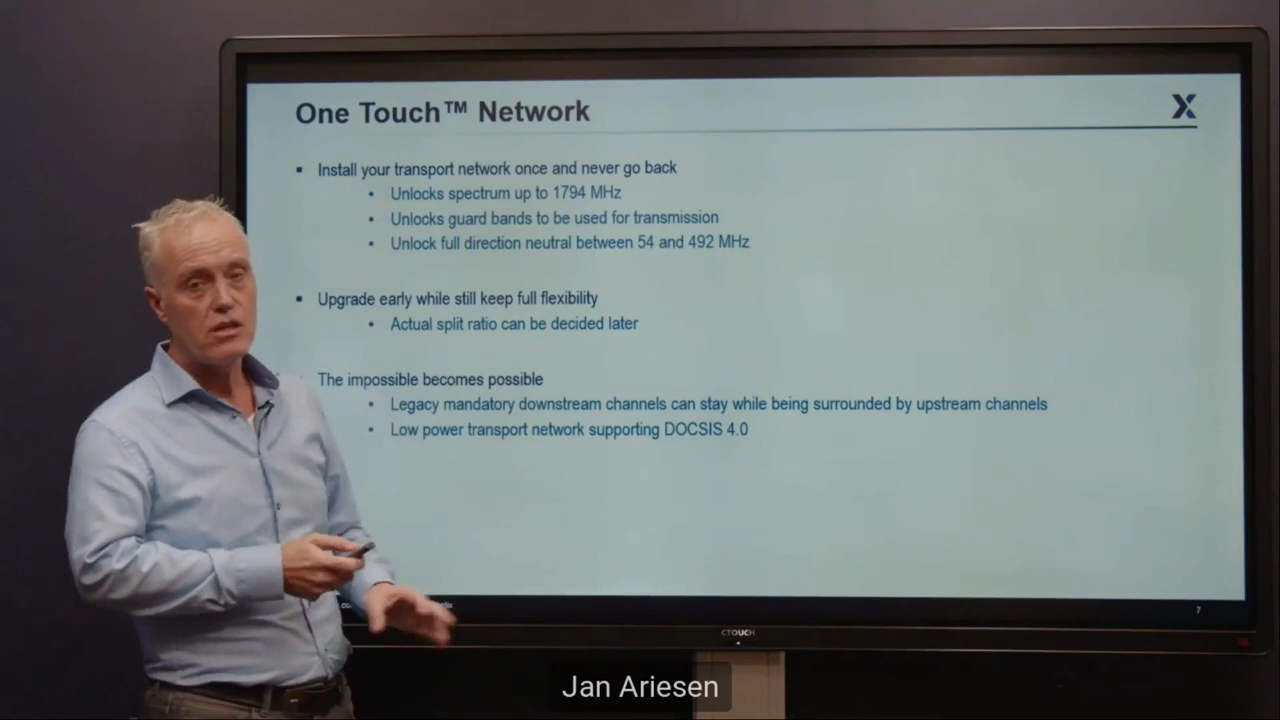 One Touch™ Network
Install your transport network once and never go back
Unlocks spectrum up to 1794 MHz
Unlocks guard bands to be used for transmission
Unlock full direction neutral between 54 and 492 MHz
Upgrade early while still keep full flexibility
Actual split ratio can be decided later
The impossible becomes possible
Legacy mandatory downstream channels can stay while being surrounded by upstream channels
Low power transport network supporting DOCSIS 4.0
7
CTOUCH
Jan Ariesen